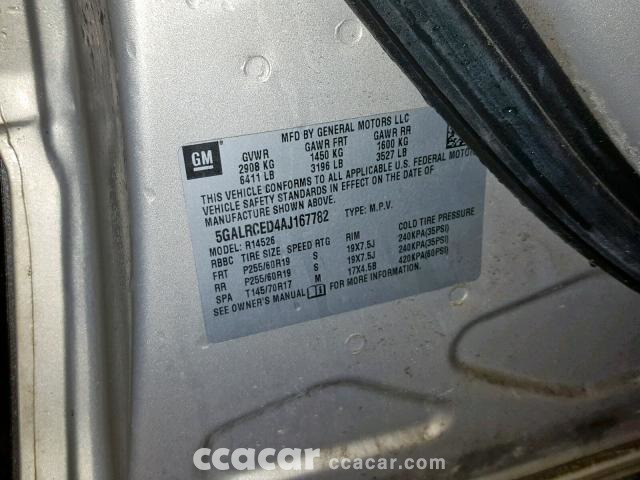 MFD BY GENERAL MOTORS LLC
GM GVWR GAWR FRT GAWR RR
2908 KG 1450 KG 1600 KG
6411 LB 3196 LB 3527 LB
THIS VEHICLE CONFORMS TO ALL APPLICABLE U.S. FEDERAL MOTOR
VEHICLE SAFETY STANDARDS IN EFFECT ON THE DATE OF
MANUFACTURE SHOWN ABOVE.
5GALRCED4AJ167782 TYPE: M.P.V.
MODEL: R14526
RBBC TIRE SIZE SPEED RTG RIM COLD TIRE PRESSURE
FRT P255/60R19 S 19X7.5J 240KPA(35PSI)
RR P255/60R19 S 19X7.5J 240KPA(35PSI)
SPA T145/70R17 M 17X4.5B 420KPA(60PSI)
SEE OWNER'S MANUAL FOR MORE INFORMATION.
ccacar ccacar.com